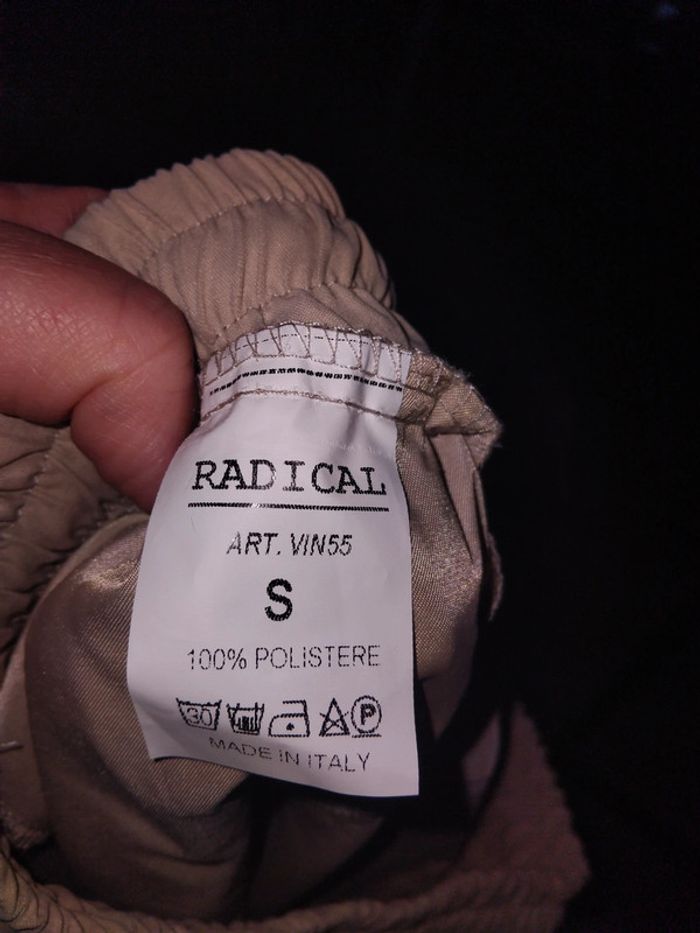 RADICAL
ART. VIN55
S
100% POLISTERE
30 P
MADE IN ITALY